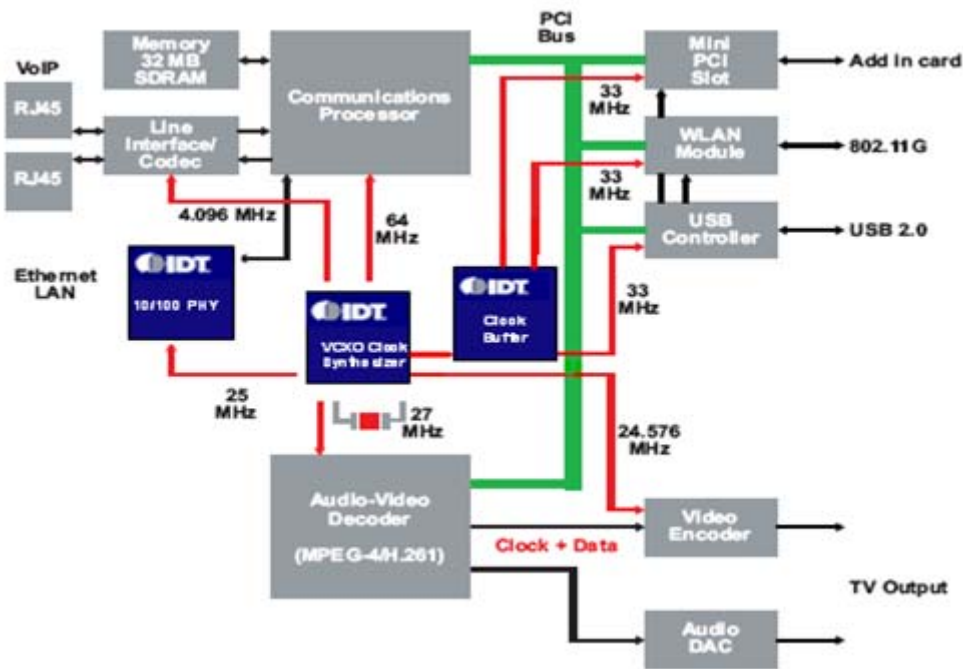 PCI
Bus
Memory
32 MB
SDRAM
VoIP
RJ45
RJ45
Line
Interface/
Codec
Communications
Processor
Mini
PCI
Slot
Add in card
33
MHz
WLAN
Module
802.11G
33
MHz
USB
Controller
USB 2.0
4.096 MHz
64
MHz
Ethernet
LAN
IDT
10/100 PHY
IDT
VCXO Clock
Synthesizer
IDT
Clock
Buffer
33
MHz
25
MHz
27
MHz
24.576
MHz
Audio-Video
Decoder
(MPEG-4/H.261)
Clock + Data
Video
Encoder
TV Output
Audio
DAC